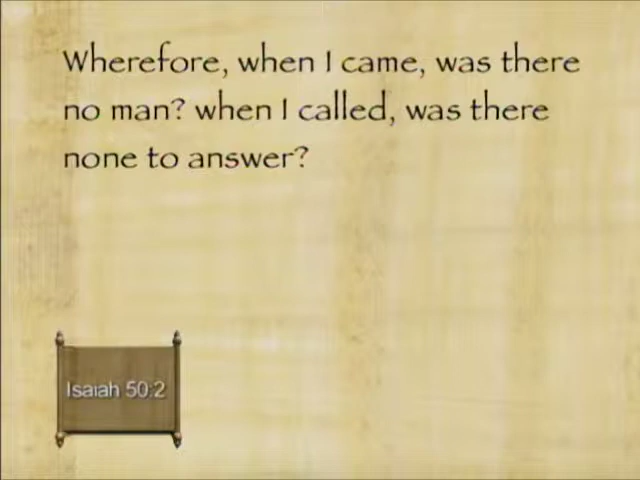 Wherefore, when I came, was there
no man? when I called, was there
none to answer?
Isaiah 50:2